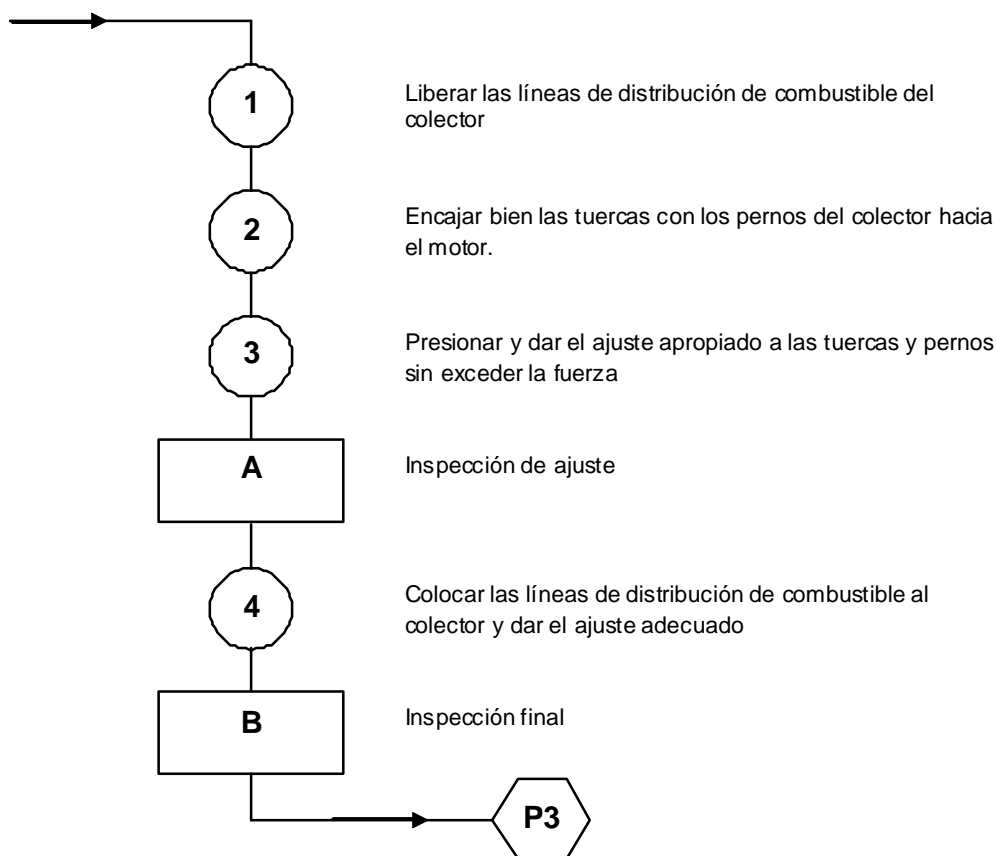 1
Liberar las líneas de distribución de combustible del
colector
2
Encajar bien las tuercas con los pernos del colector hacia
el motor.
3
Presionar y dar el ajuste apropiado a las tuercas y pernos
sin exceder la fuerza
A
Inspección de ajuste
4
Colocar las líneas de distribución de combustible al
colector y dar el ajuste adecuado
B
Inspección final
P3